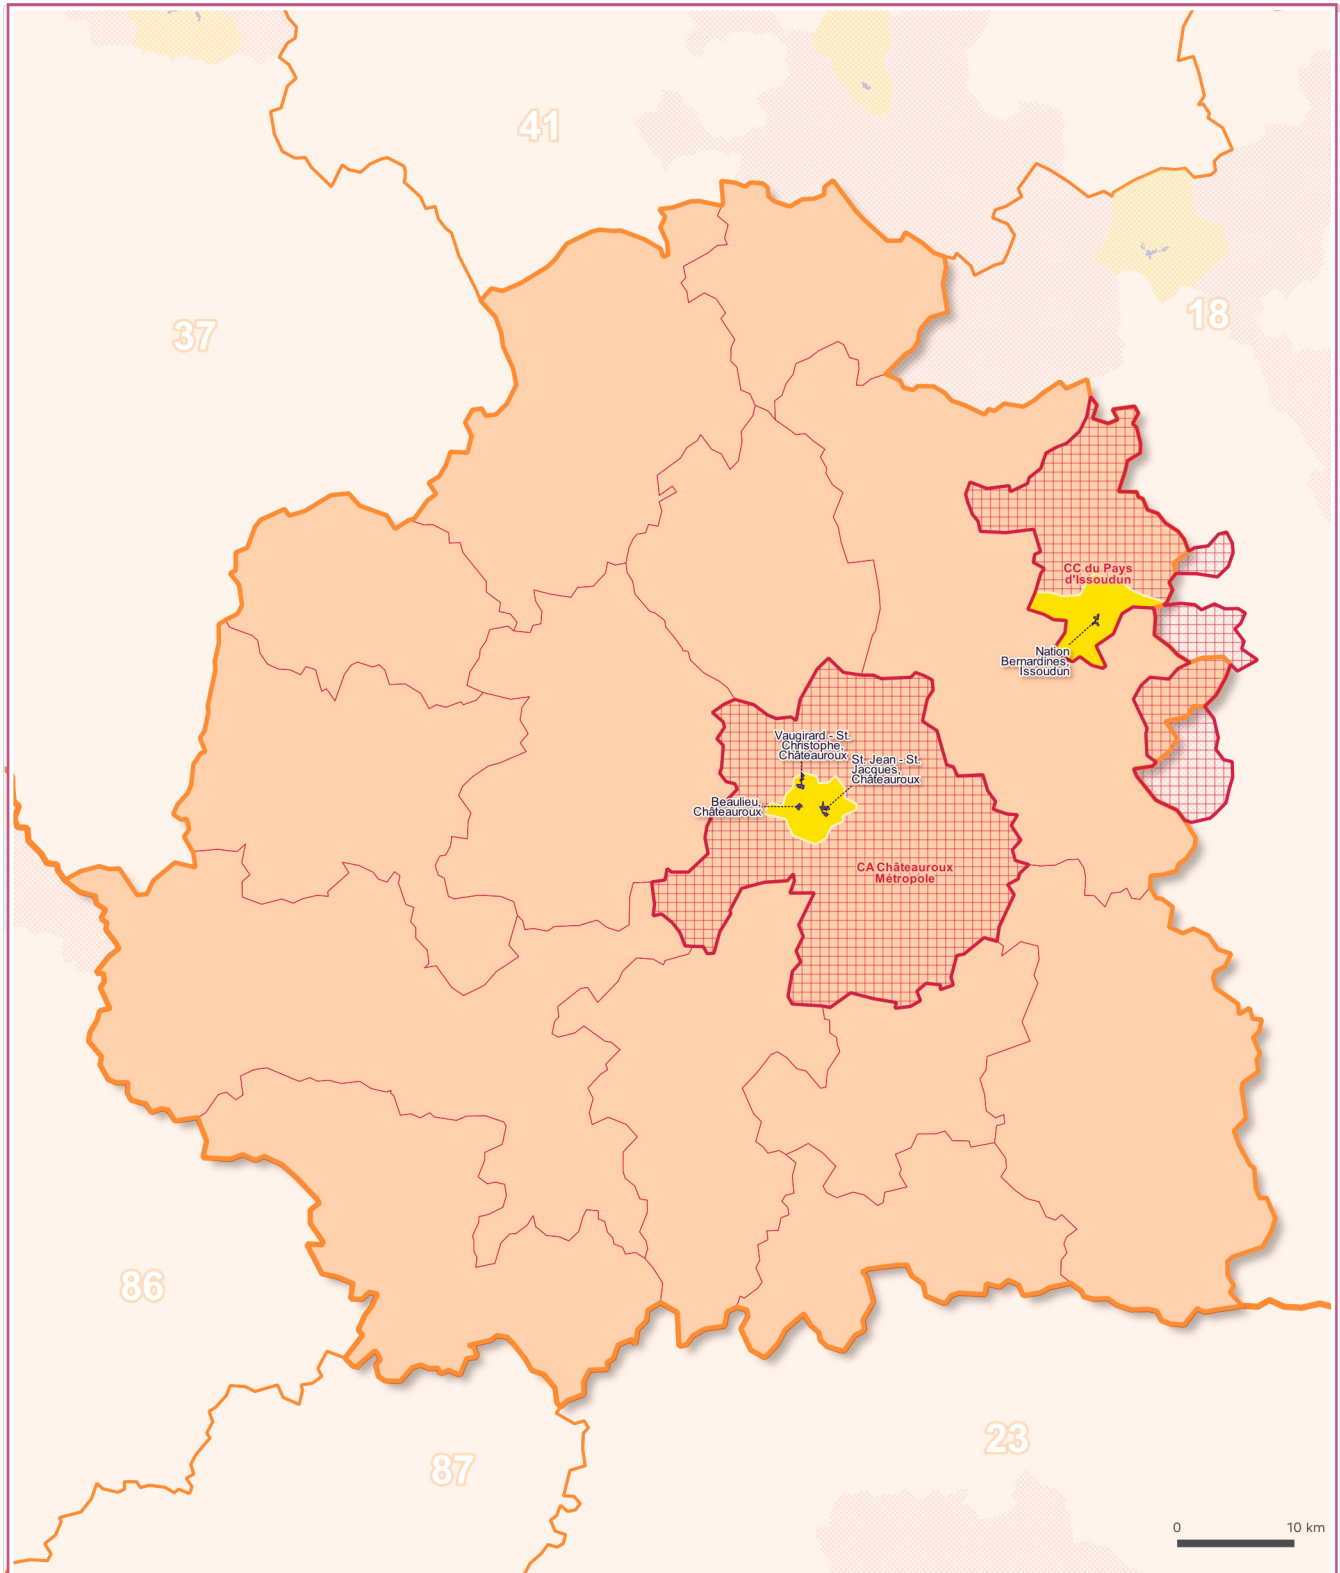 41
37
18
CC du Pays
d'Issoudun
Nation
Bernardines,
Issoudun
Vaugirard - St.
Christophe,
Châteauroux
St. Jean - St.
Jacques,
Châteauroux
Beaulieu,
Châteauroux
CA Châteauroux
Métropole
86
87
23
0 10 km